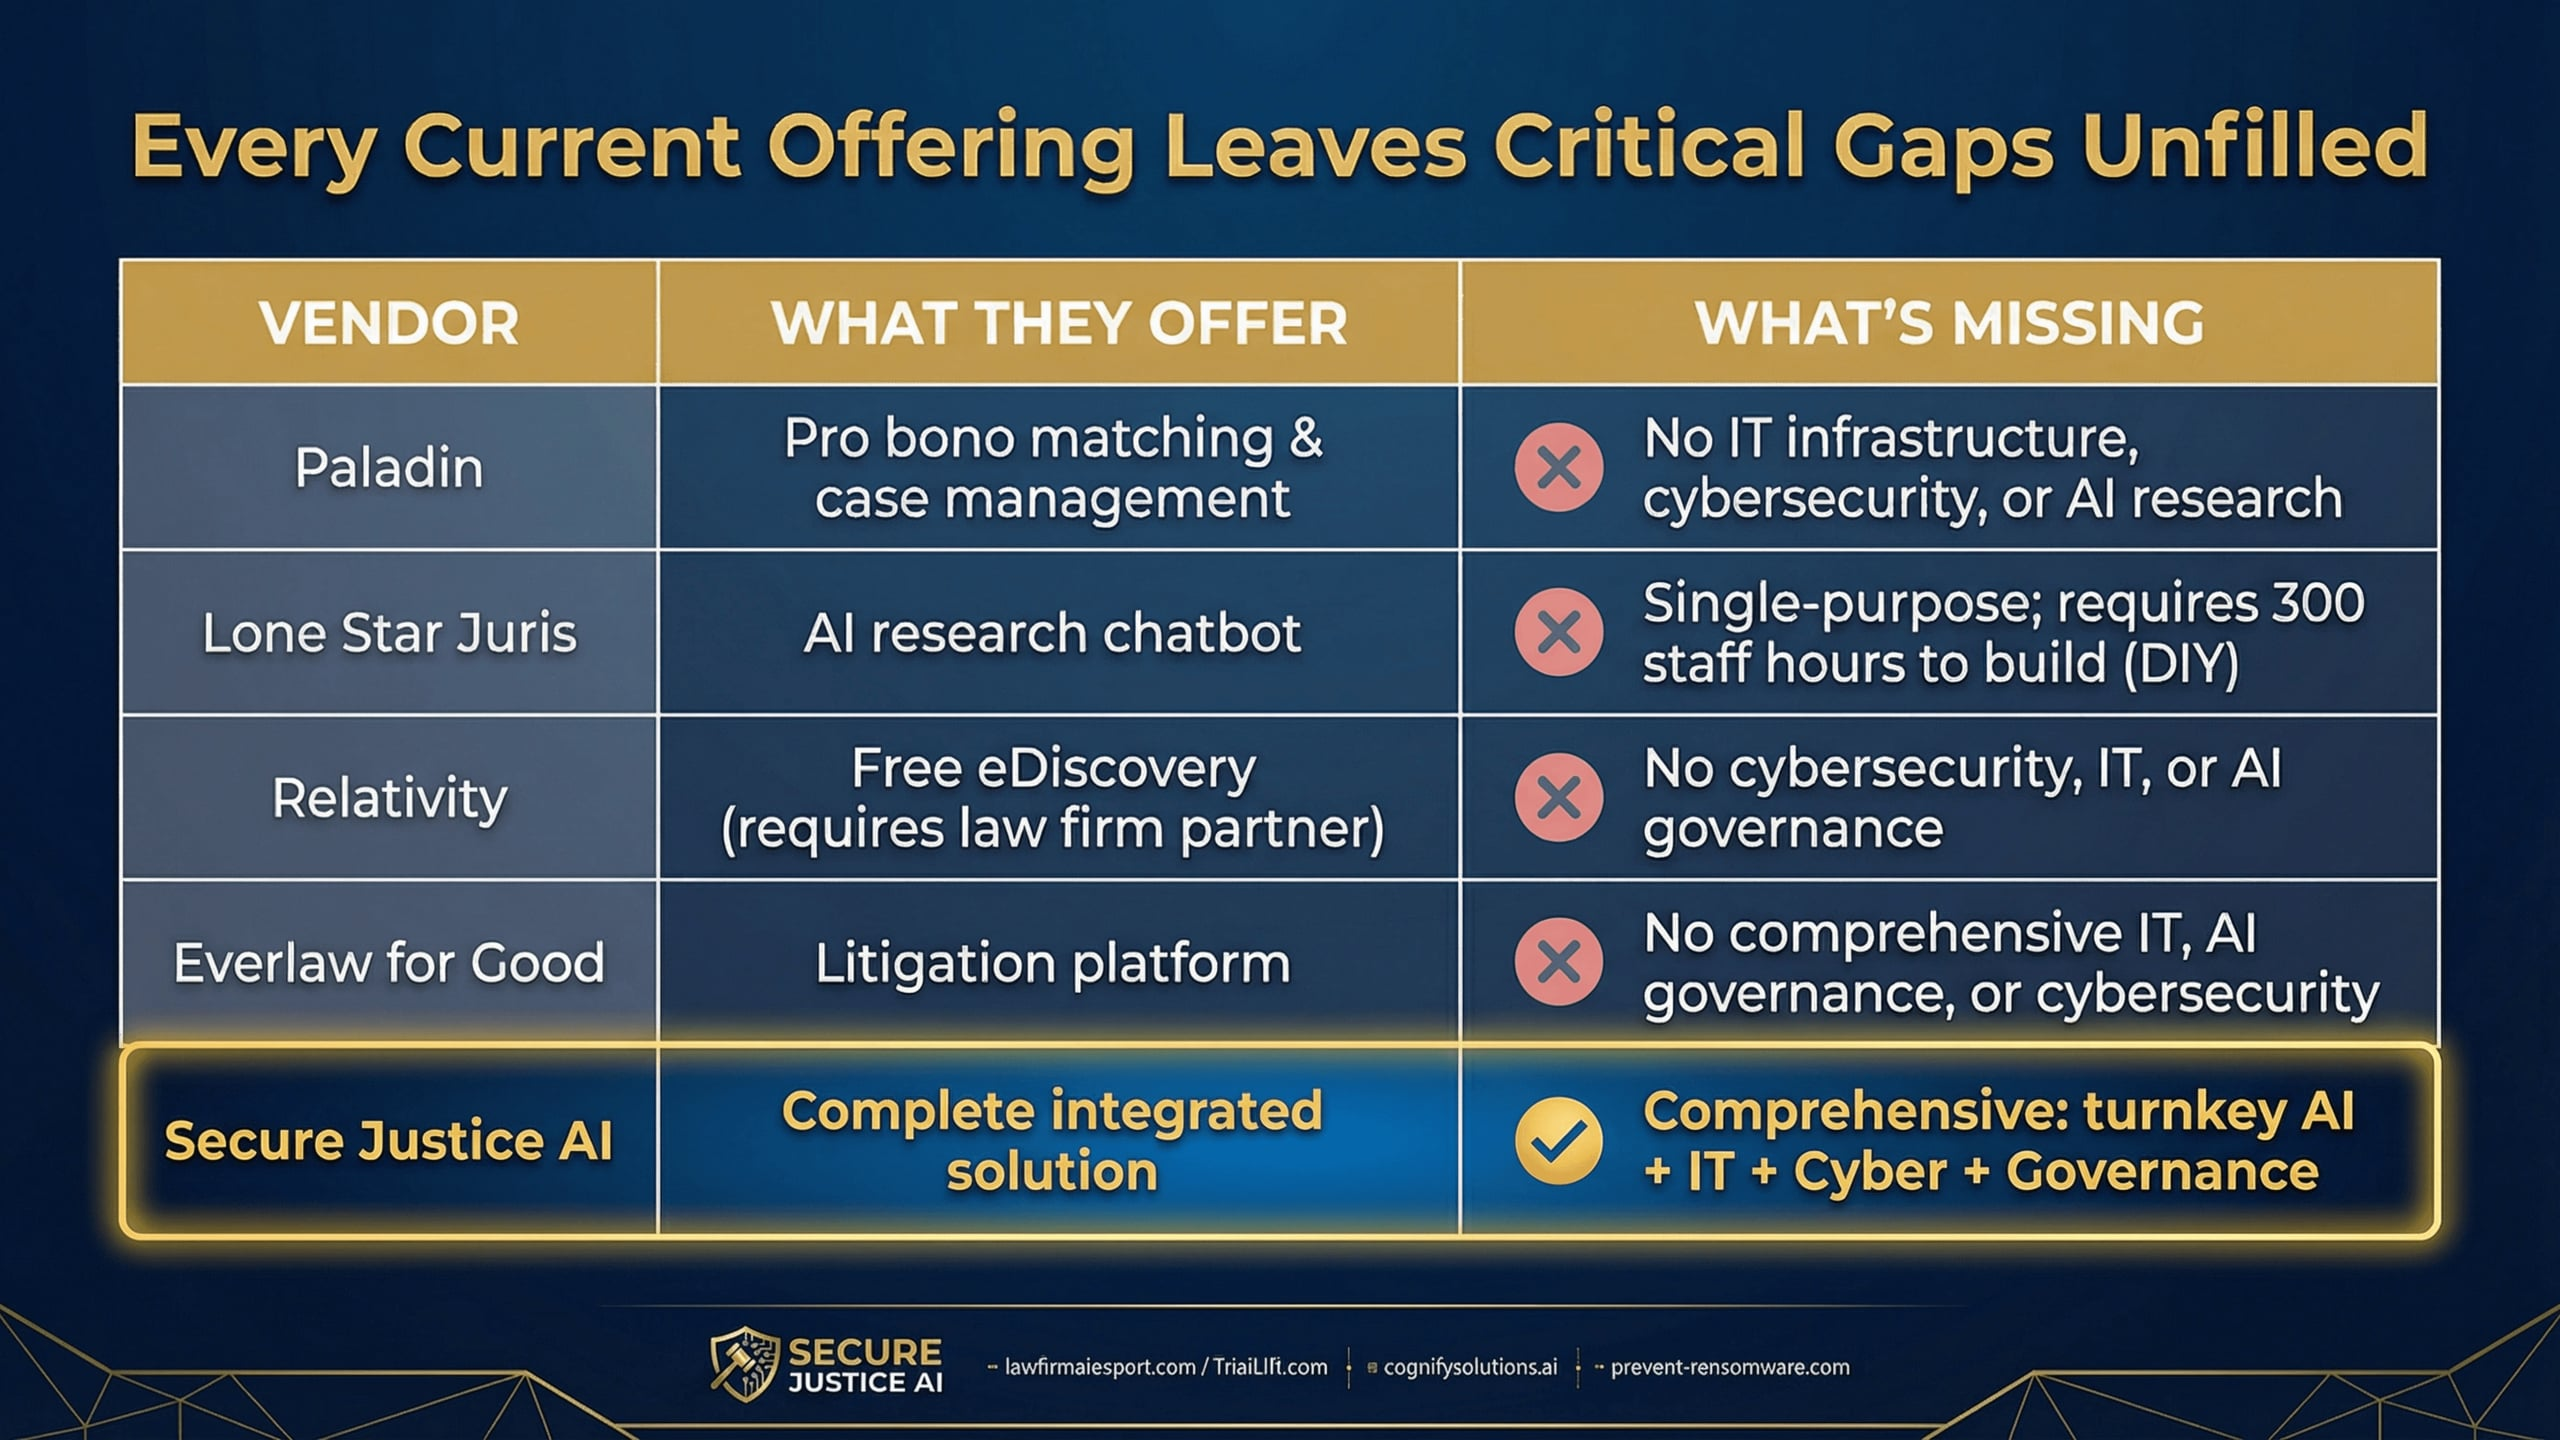 Every Current Offering Leaves Critical Gaps Unfilled
VENDOR
WHAT THEY OFFER
WHAT'S MISSING
Paladin
Pro bono matching &
case management
No IT infrastructure,
cybersecurity, or AI research
Lone Star Juris
AI research chatbot
Single-purpose; requires 300
staff hours to build (DIY)
Relativity
Free eDiscovery
(requires law firm partner)
No cybersecurity, IT, or AI
governance
Everlaw for Good
Litigation platform
No comprehensive IT, AI
governance, or cybersecurity
Secure Justice AI
Complete integrated
solution
Comprehensive: turnkey AI
+ IT + Cyber + Governance
SECURE
JUSTICE AI
lawfirmaiesport.com /
cognifysolutions.ai
prevent-rensomware.com